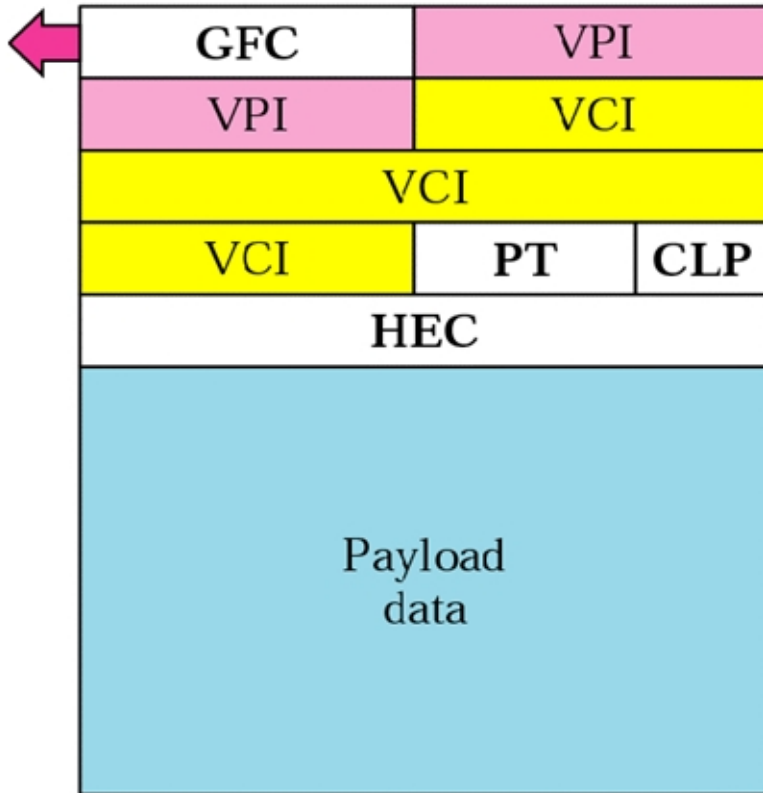 GFC VPI
VPI VCI
VCI
VCI PT CLP
HEC
Payload
data